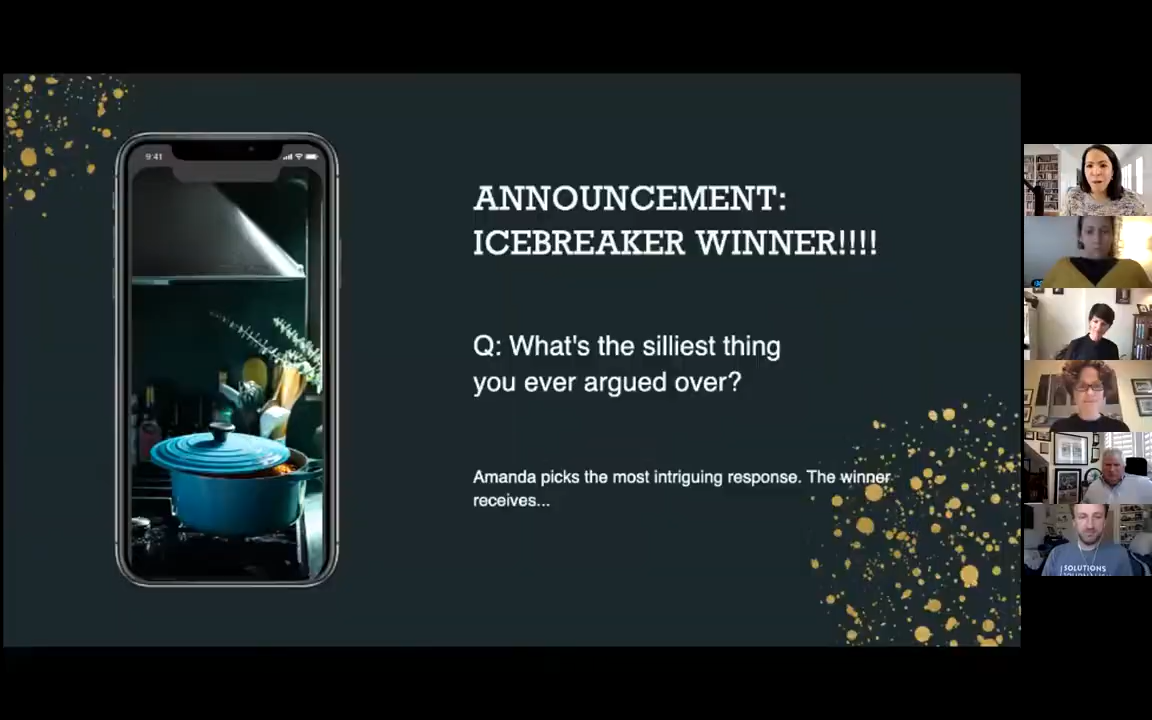 9:41
ANNOUNCEMENT:
ICEBREAKER WINNER!!!!
Q: What's the silliest thing
you ever argued over?
Amanda picks the most intriguing response. The winner
receives...
SOLUTIONS